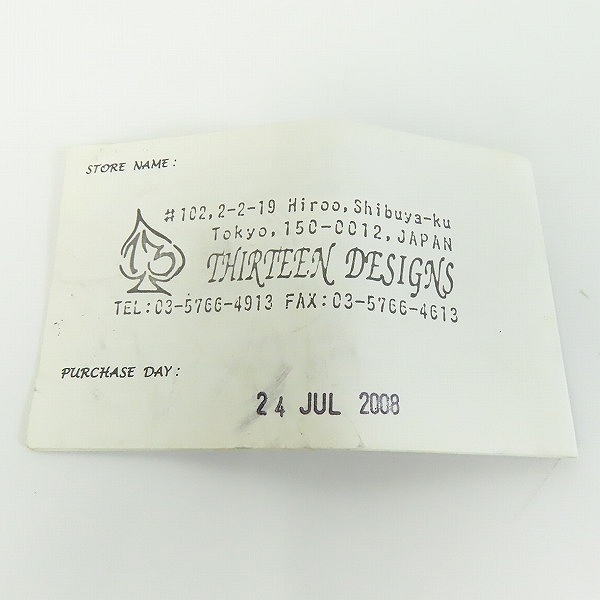 STORE NAME:
#102, 2-2-19 Hiroo, Shibuya-ku
Tokyo, 150-0012, JAPAN
13
THIRTEEN DESIGNS
TEL:03-5766-4913 FAX:03-5766-4613
PURCHASE DAY:
24 JUL 2008